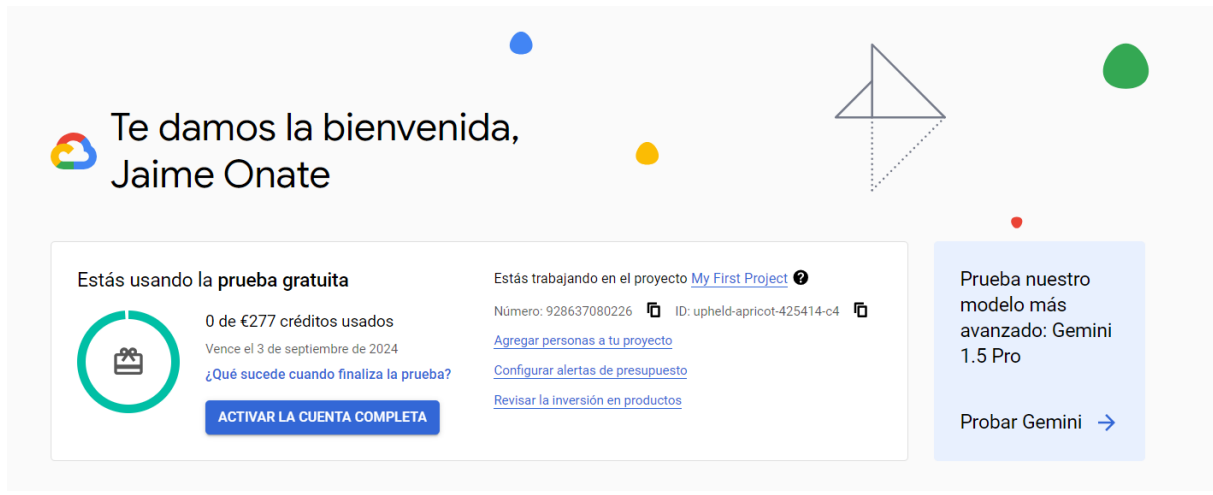 Te damos la bienvenida,
Jaime Onate
Estás usando la prueba gratuita
0 de €277 créditos usados
Vence el 3 de septiembre de 2024
¿Qué sucede cuando finaliza la prueba?
ACTIVAR LA CUENTA COMPLETA
Estás trabajando en el proyecto My First Project
Número: 928637080226 ID: upheld-apricot-425414-c4
Agregar personas a tu proyecto
Configurar alertas de presupuesto
Revisar la inversión en productos
Prueba nuestro
modelo más
avanzado: Gemini
1.5 Pro
Probar Gemini